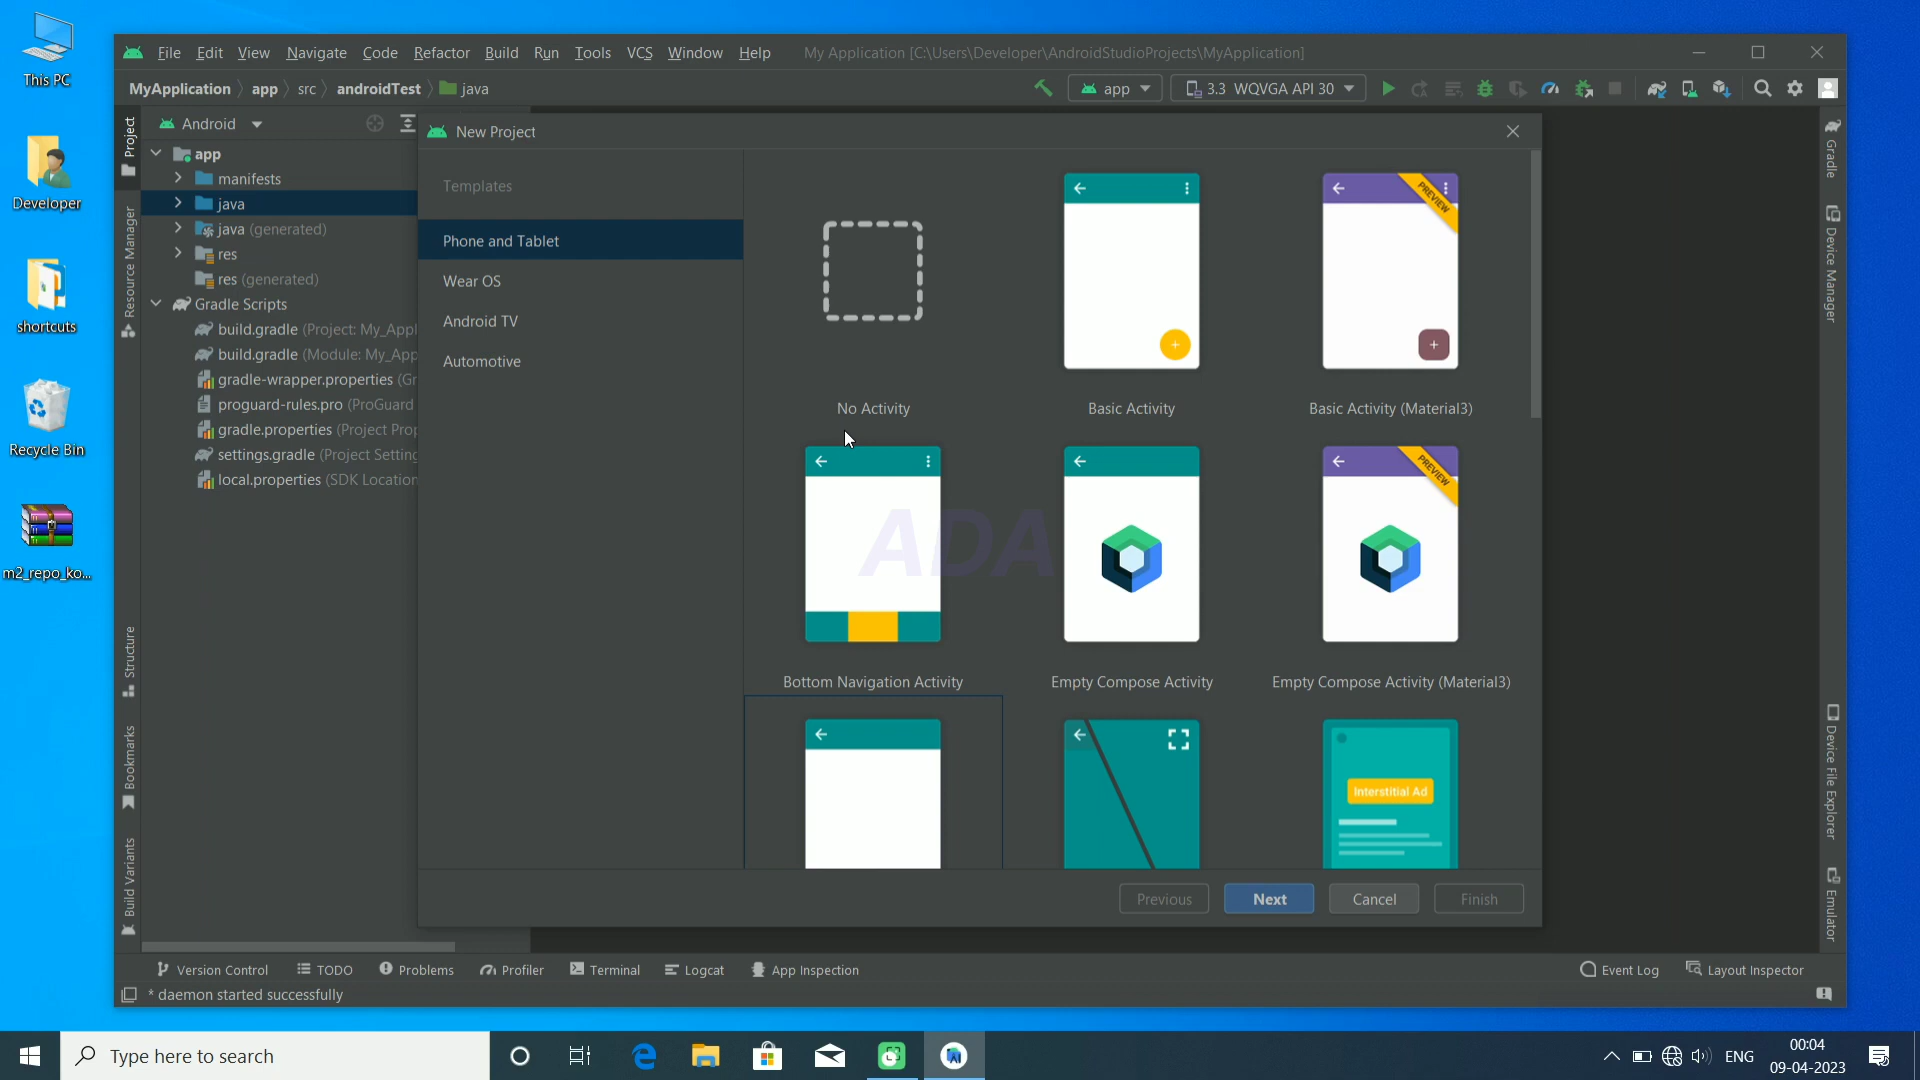 This PC
Developer
shortcuts
Recycle Bin
m2_repo_ko...
File Edit View Navigate Code Refactor Build Run Tools VCS Window Help My Application [C:\Users\Developer\AndroidStudioProjects\MyApplication]
MyApplication app src androidTest java
app 3.3 WQVGA API 30
Project
Resource Manager
Structure
Bookmarks
Build Variants
Android
app
manifests
java
java (generated)
res
res (generated)
Gradle Scripts
build.gradle (Project: My_Appl
build.gradle (Module: My_App
gradle-wrapper.properties (Gr
proguard-rules.pro (ProGuard
gradle.properties (Project Prop
settings.gradle (Project Setting
local.properties (SDK Location
New Project
Templates
Phone and Tablet
Wear OS
Android TV
Automotive
PREVIEW
No Activity Basic Activity Basic Activity (Material3)
PREVIEW
ADA
Bottom Navigation Activity Empty Compose Activity Empty Compose Activity (Material3)
Interstitial Ad
Previous Next Cancel Finish
Gradle
Device Manager
Device File Explorer
Emulator
Version Control TODO Problems Profiler Terminal Logcat App Inspection Event Log Layout Inspector
* daemon started successfully
Type here to search
ENG
00:04
09-04-2023